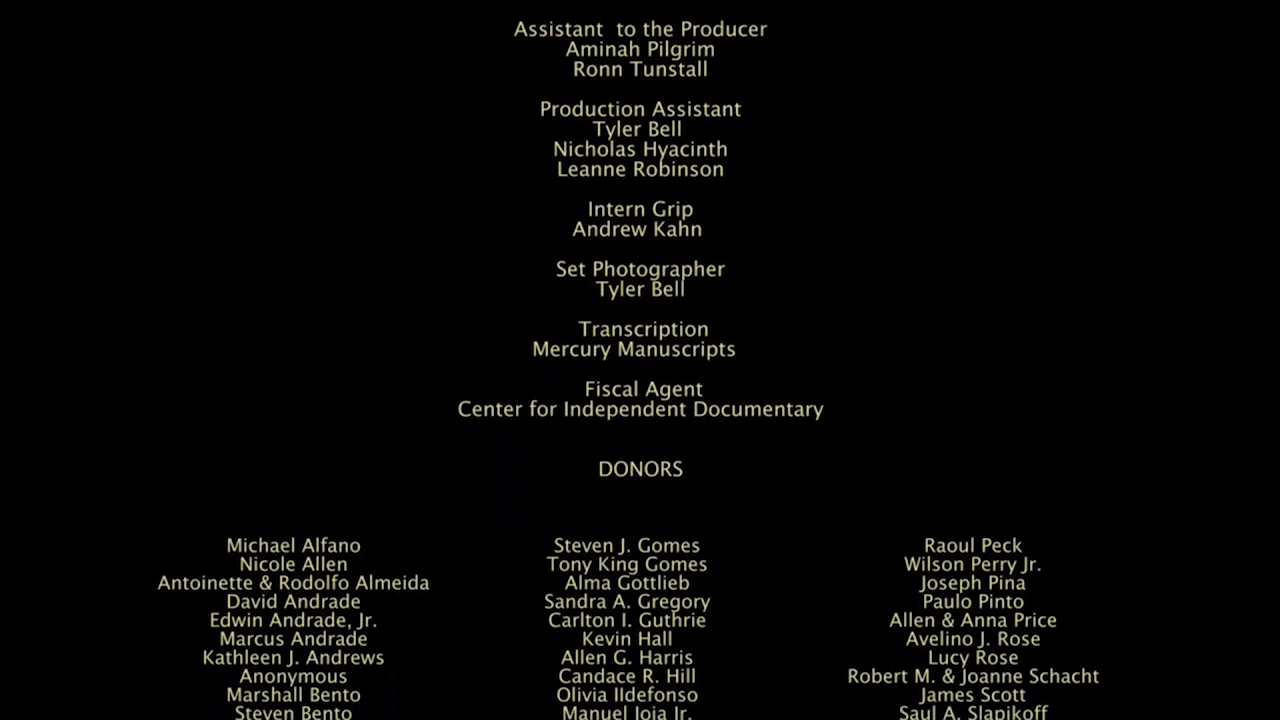 Assistant  to the Producer
Aminah Pilgrim
Ronn Tunstall
Production Assistant
Tyler Bell
Nicholas Hyacinth
Leanne Robinson
Intern Grip
Andrew Kahn
Set Photographer
Tyler Bell
Transcription
Mercury Manuscripts
Fiscal Agent
Center for Independent Documentary
DONORS
Michael Alfano
Nicole Allen
Antoinette & Rodolfo Almeida
David Andrade
Edwin Andrade, Jr.
Marcus Andrade
Kathleen J. Andrews
Anonymous
Marshall Bento
Steven Bento
Steven J. Gomes
Tony King Gomes
Alma Gottlieb
Sandra A. Gregory
Carlton I. Guthrie
Kevin Hall
Allen G. Harris
Candace R. Hill
Olivia Ildefonso
Manuel Joia Jr.
Raoul Peck
Wilson Perry Jr.
Joseph Pina
Paulo Pinto
Allen & Anna Price
Avelino J. Rose
Lucy Rose
Robert M. & Joanne Schacht
James Scott
Saul A. Slapikoff